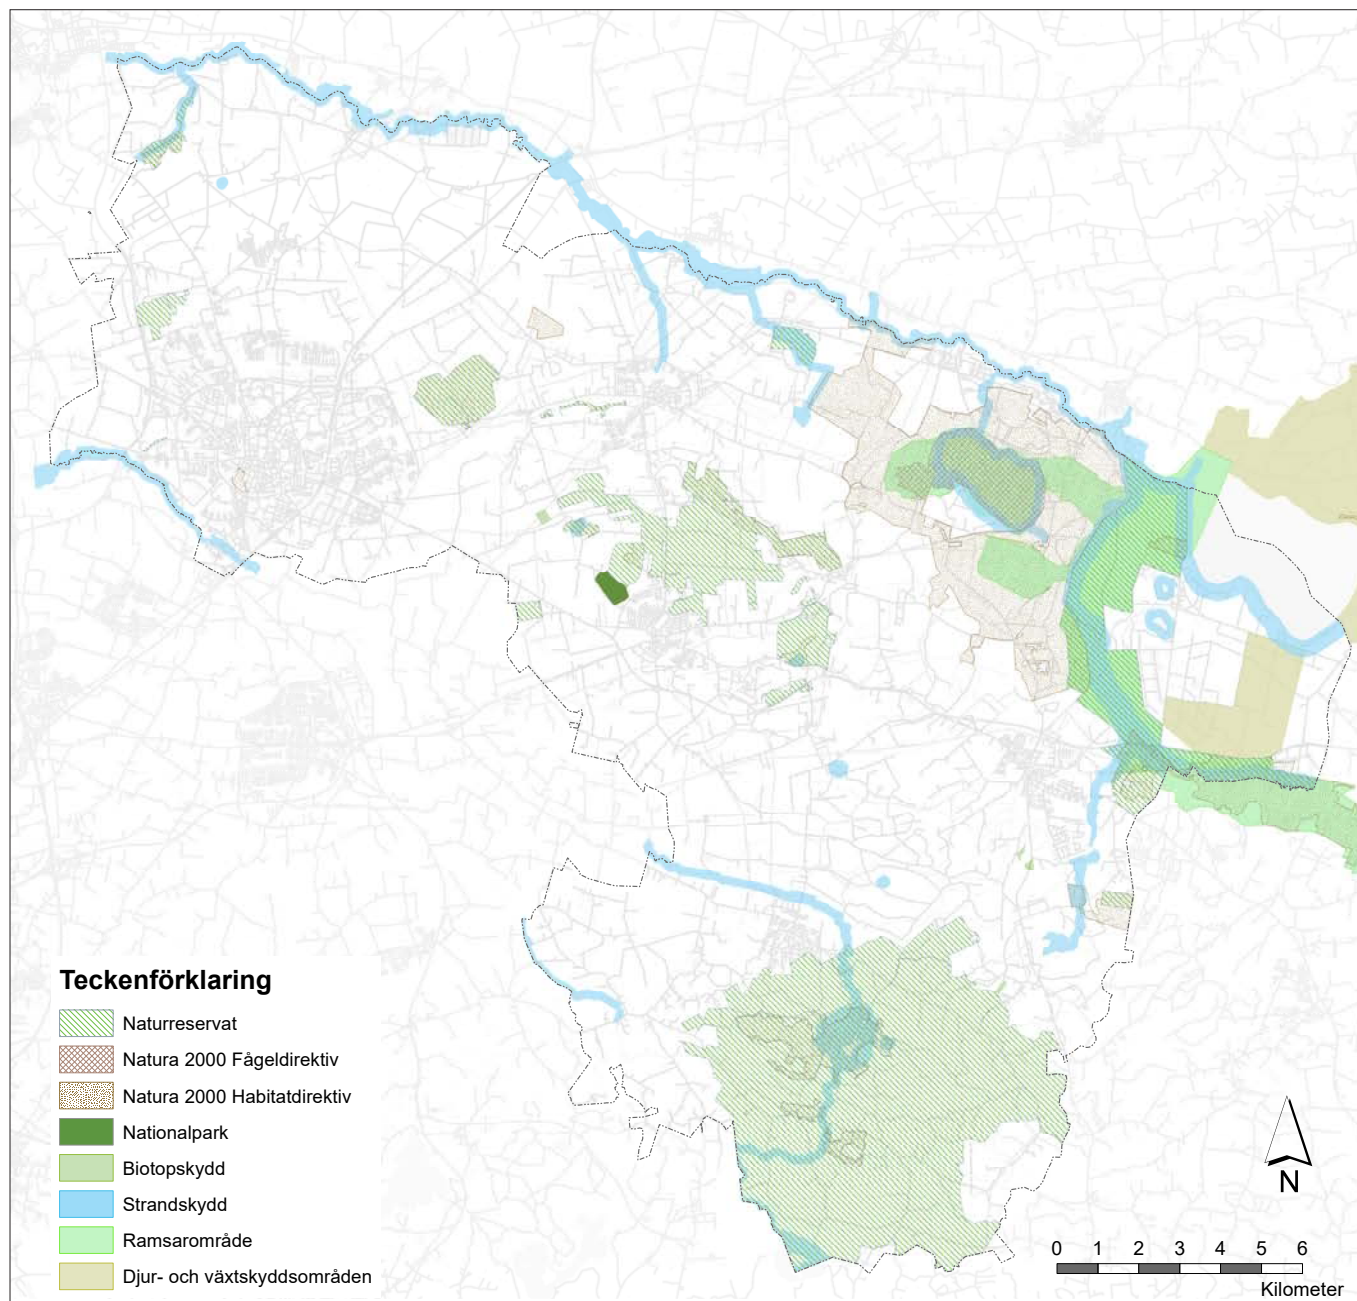 Teckenförklaring
Naturreservat
Natura 2000 Fågeldirektiv
Natura 2000 Habitatdirektiv
Nationalpark
Biotopskydd
Strandskydd
Ramsarområde
Djur- och växtskyddsområden
N
0 1 2 3 4 5 6
Kilometer